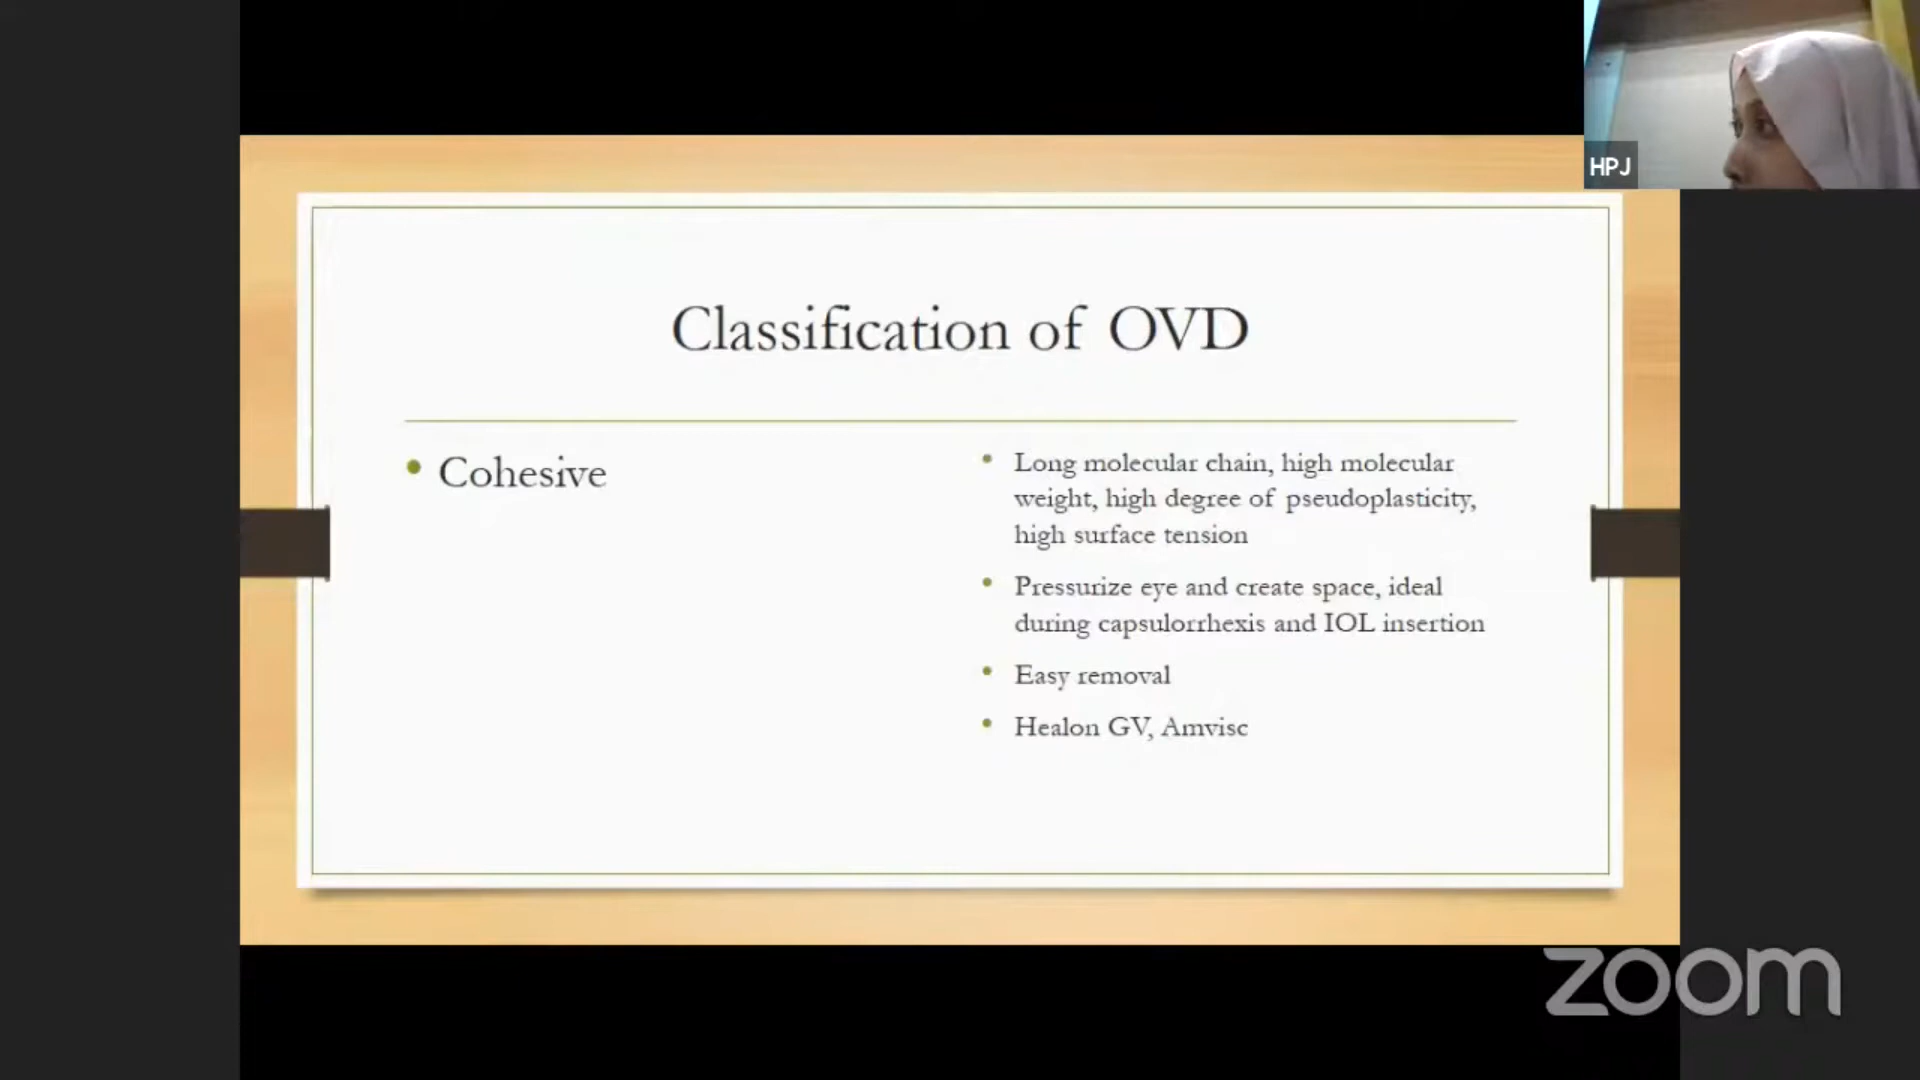 HPJ
Classification of OVD
Cohesive
Long molecular chain, high molecular
weight, high degree of pseudoplasticity,
high surface tension
Pressurize eye and create space, ideal
during capsulorrhexis and IOL insertion
Easy removal
Healon GV, Amvisc
zoom